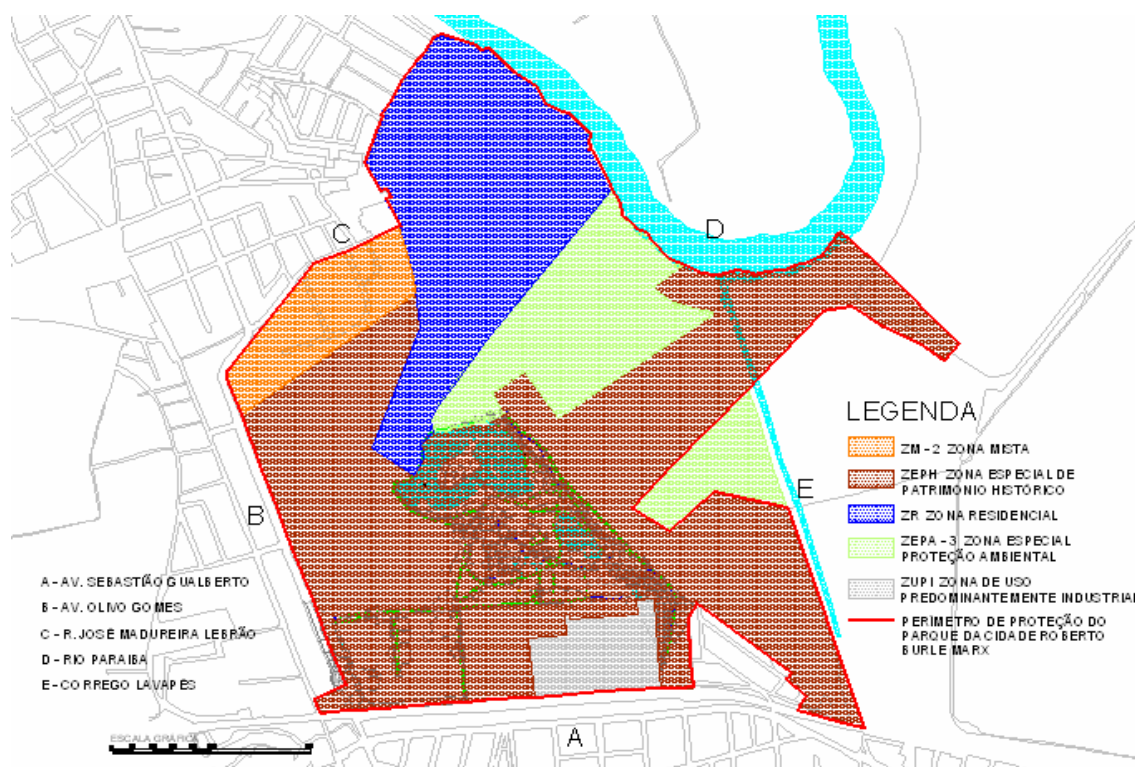 C
D
B
E
A
LEGENDA
ZM - 2 ZONA MISTA
ZEPH ZONA ESPECIAL DE
PATRIMÔNIO HISTÓRICO
ZR ZONA RESIDENCIAL
ZEPA - 3 ZONA ESPECIAL
PROTEÇÃO AMBIENTAL
ZUPI ZONA DE USO
PREDOMINANTEMENTE INDUSTRIAL
PERÍMETRO DE PROTEÇÃO DO
PARQUE DA CIDADE ROBERTO
BURLE MARX
A - AV. SEBASTIÃO GUALBERTO
B - AV. OLIVO GOMES
C - R. JOSÉ MADUREIRA LEBRÃO
D - RIO PARAIBA
E - CORREGO LAVAPÉS
ESCALA GRÁFICA